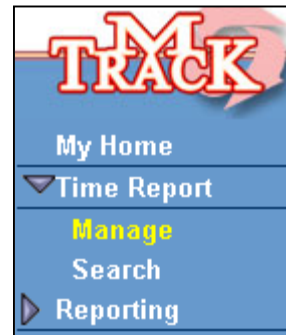 M
TRACK
My Home
Time Report
Manage
Search
Reporting